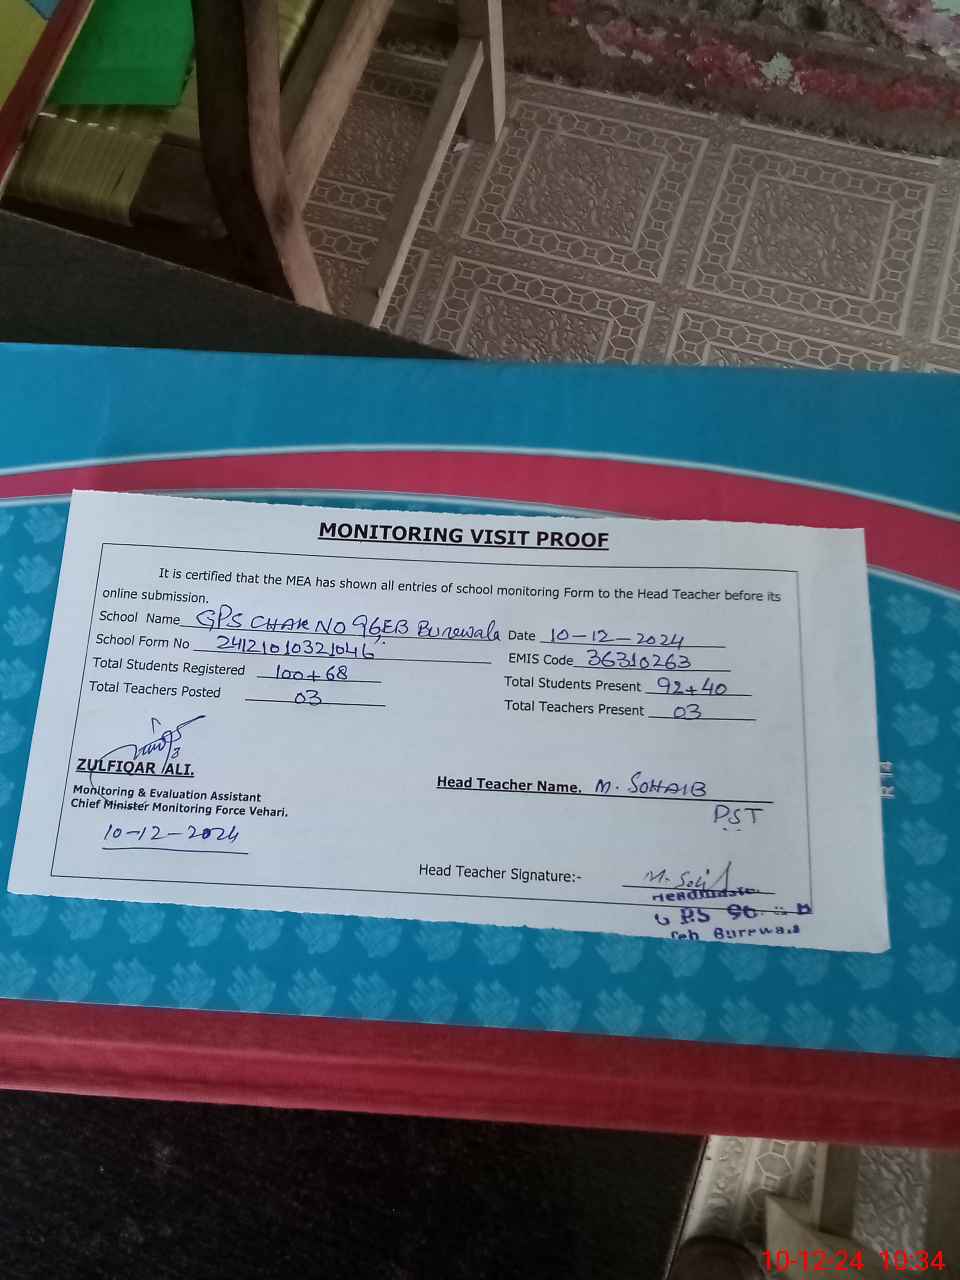 MONITORING VISIT PROOF
It is certified that the MEA has shown all entries of school monitoring Form to the Head Teacher before its
online submission.
School Name GPS CHAK NO 96EB Burewala Date 10-12-2024
School Form No 24121010321046 EMIS Code 36310263
Total Students Registered 100+68 Total Students Present 92+40
Total Teachers Posted 03 Total Teachers Present 03
ZULFIQAR ALI.
Monitoring & Evaluation Assistant
Chief Minister Monitoring Force Vehari.
10-12-2024
Head Teacher Name. M. SOHAIB
PST
Head Teacher Signature:-
GPS 96
Teh Burewala
10-12-24 10:34